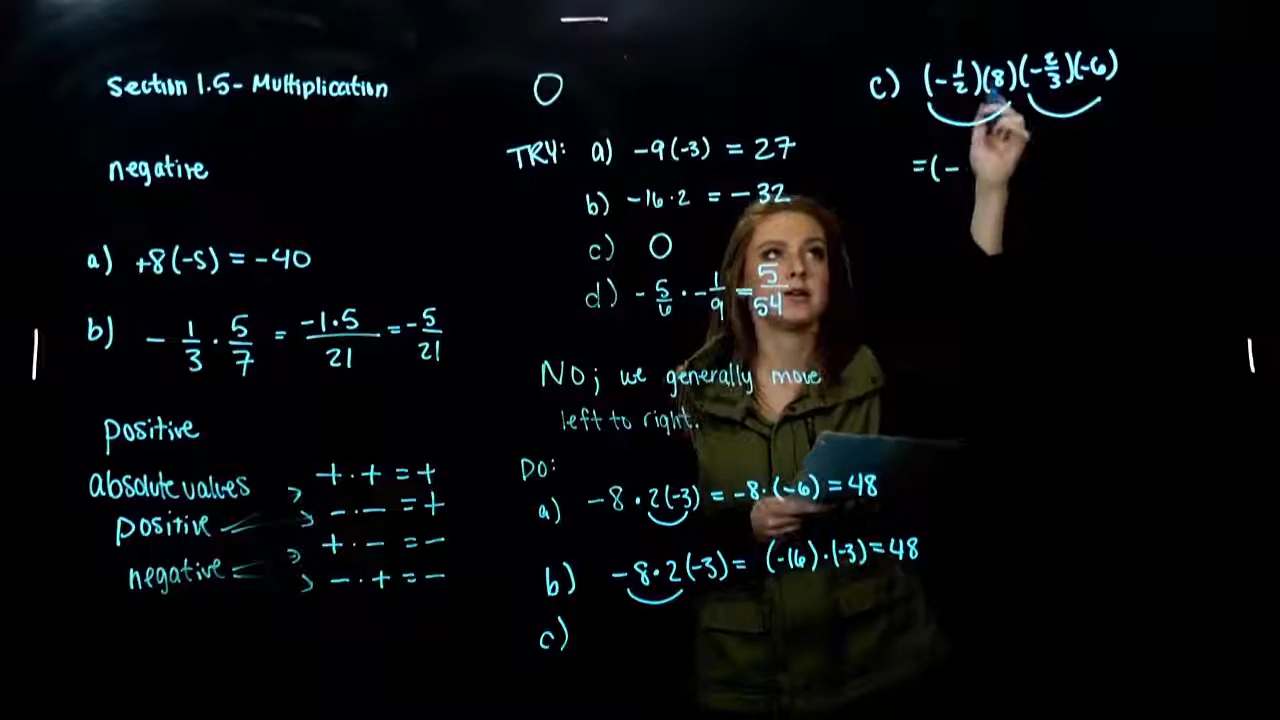 Section 1.5 - Multiplication
negative
a) +8(-5) = -40
b) - 1/3 · 5/7 = -1·5/21 = -5/21
positive
absolute values
positive
negative
+ · + = +
- · - = +
+ · - = -
- · + = -
0
TRY: a) -9(-3) = 27
b) -16·2 = -32
c) 0
d) - 5/6 · - 1/9 = 5/54
NO; we generally move
left to right.
DO:
a) -8 · 2(-3) = -8·(-6) = 48
b) -8·2(-3) = (-16)·(-3) = 48
c)
c) (-1/2)(8)(-2/3)(-6)
= (-